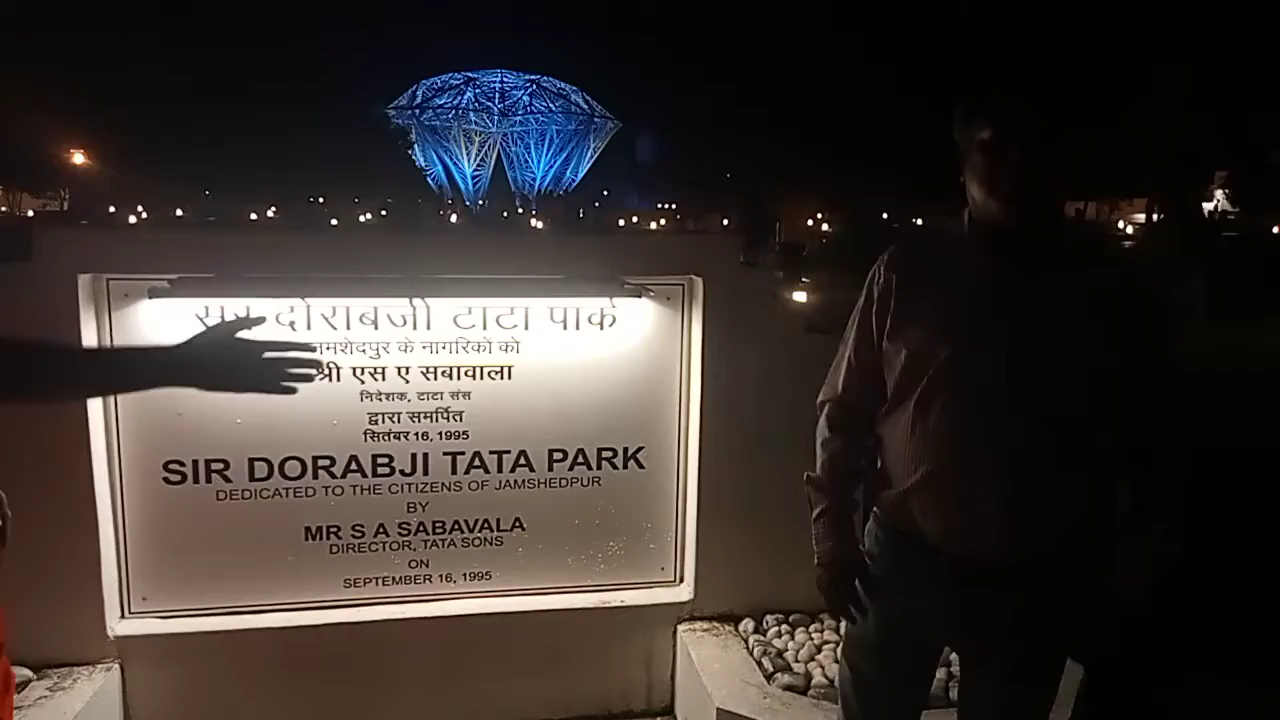 सर दोराबजी टाटा पार्क
जमशेदपुर के नागरिकों को
श्री एस ए सबावाला
निदेशक, टाटा संस
द्वारा समर्पित
सितंबर 16, 1995
SIR DORABJI TATA PARK
DEDICATED TO THE CITIZENS OF JAMSHEDPUR
BY
MR S A SABAVALA
DIRECTOR, TATA SONS
ON
SEPTEMBER 16, 1995